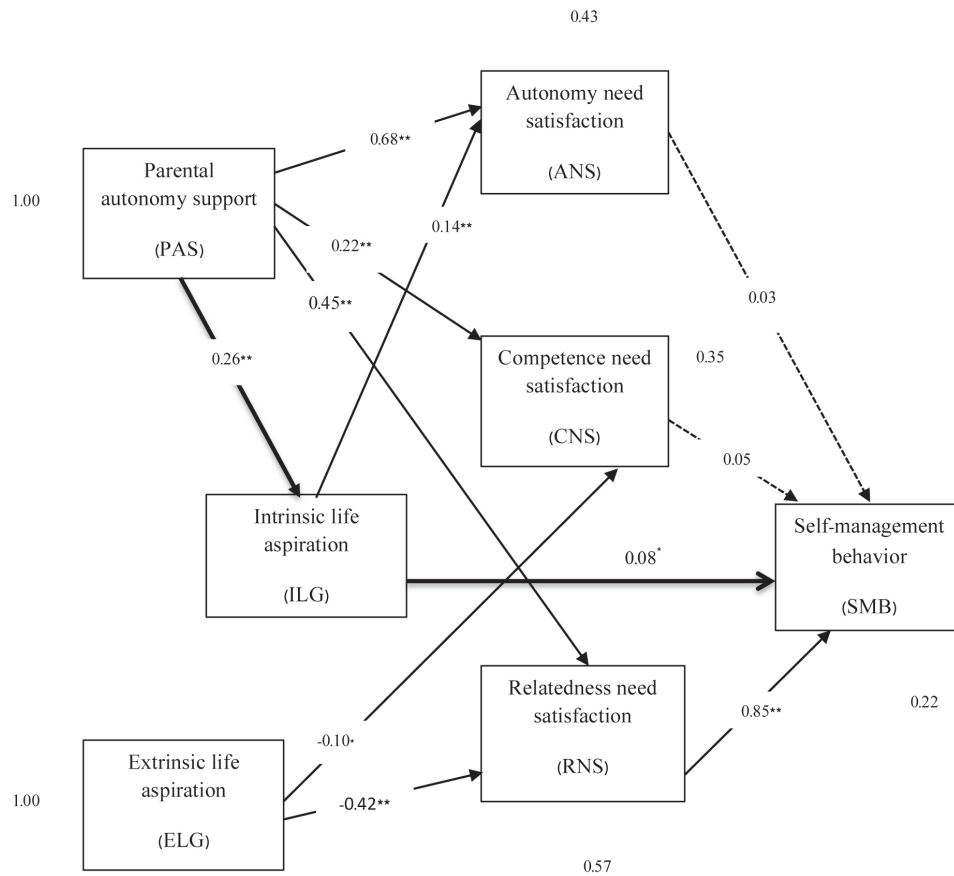 0.43
Autonomy need
satisfaction
(ANS)
0.68**
Parental
autonomy support
(PAS)
1.00
0.14**
0.22**
0.45**
0.03
0.26**
Competence need
satisfaction
(CNS)
0.35
0.05
Intrinsic life
aspiration
(ILG)
0.08*
Self-management
behavior
(SMB)
Relatedness need
satisfaction
(RNS)
0.85**
0.22
-0.10*
Extrinsic life
aspiration
(ELG)
-0.42**
1.00
0.57